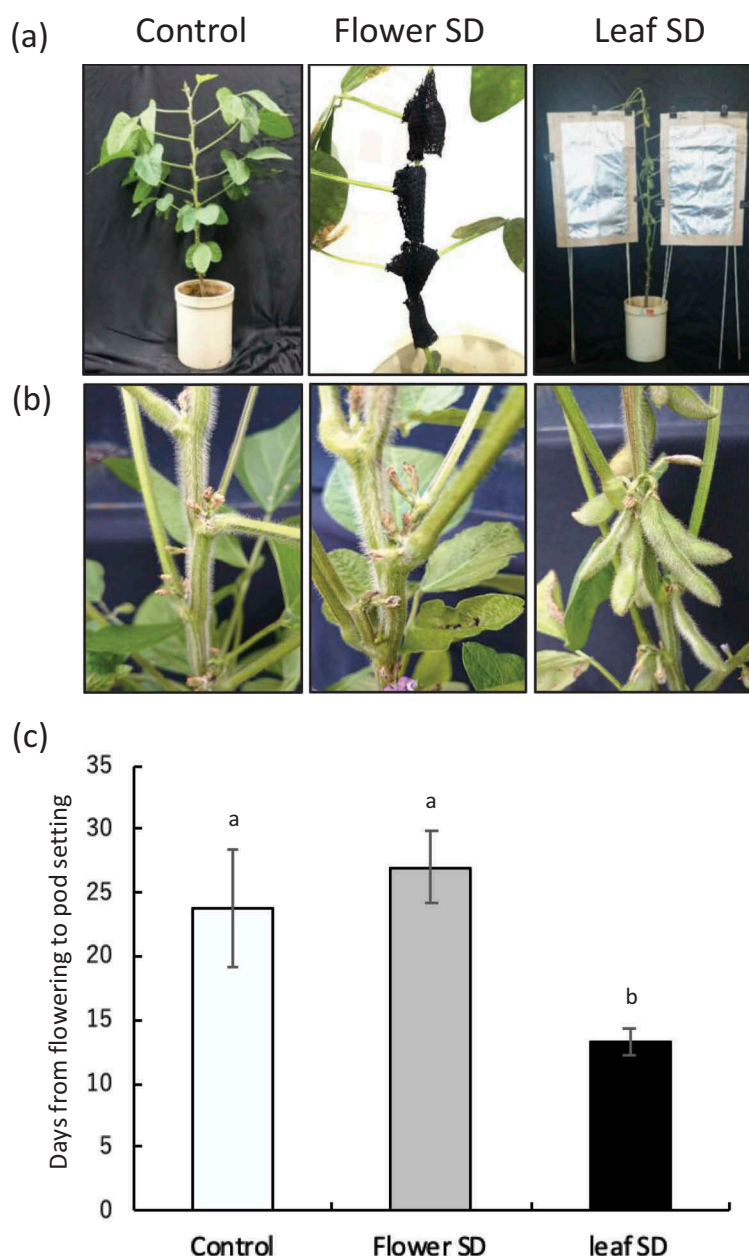 (a)
Control
Flower SD
Leaf SD
(b)
(c)
Days from flowering to pod setting
35
30
25
20
15
10
5
0
a
a
b
Control
Flower SD
leaf SD